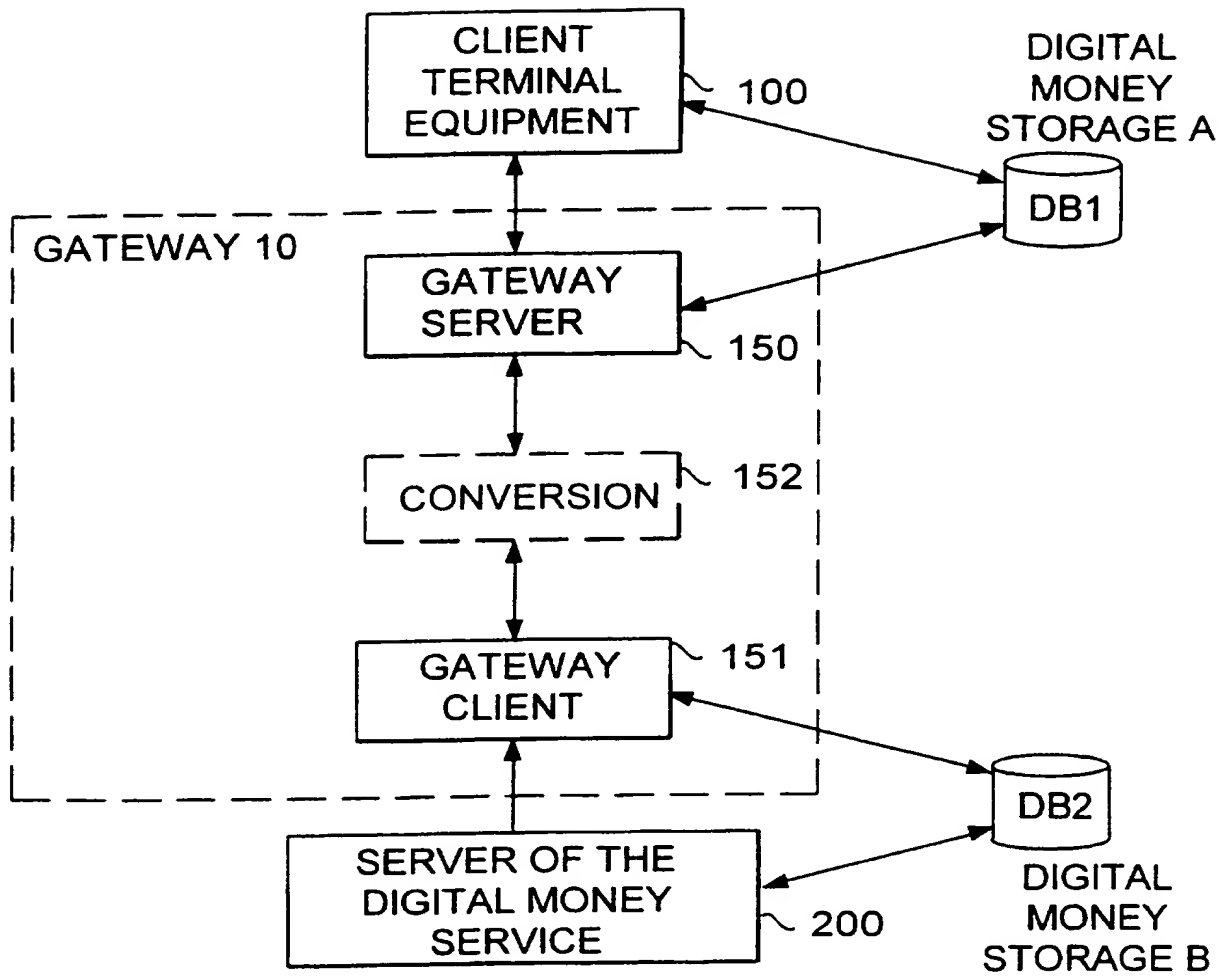 CLIENT
TERMINAL
EQUIPMENT
100
DIGITAL
MONEY
STORAGE A
DB1
GATEWAY 10
GATEWAY
SERVER
150
CONVERSION
152
GATEWAY
CLIENT
151
DB2
SERVER OF THE
DIGITAL MONEY
SERVICE
200
DIGITAL
MONEY
STORAGE B